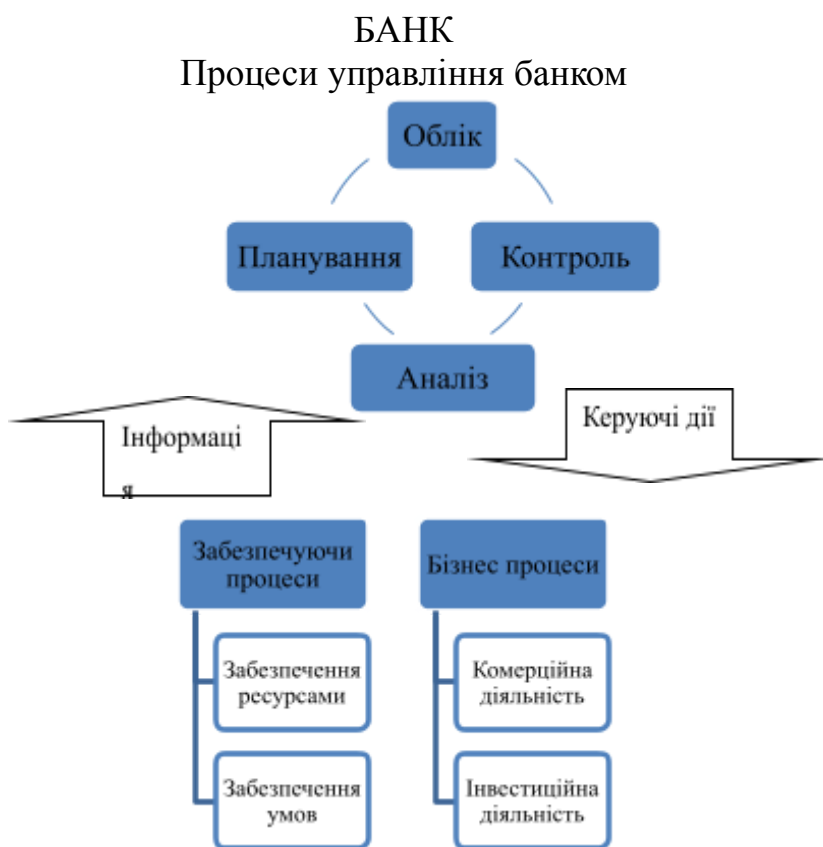 БАНК
Процеси управління банком
Облік
Планування
Контроль
Аналіз
Інформаці
я
Керуючі дії
Забезпечуючи
процеси
Бізнес процеси
Забезпечення
ресурсами
Комерційна
діяльність
Забезпечення
умов
Інвестиційна
діяльність